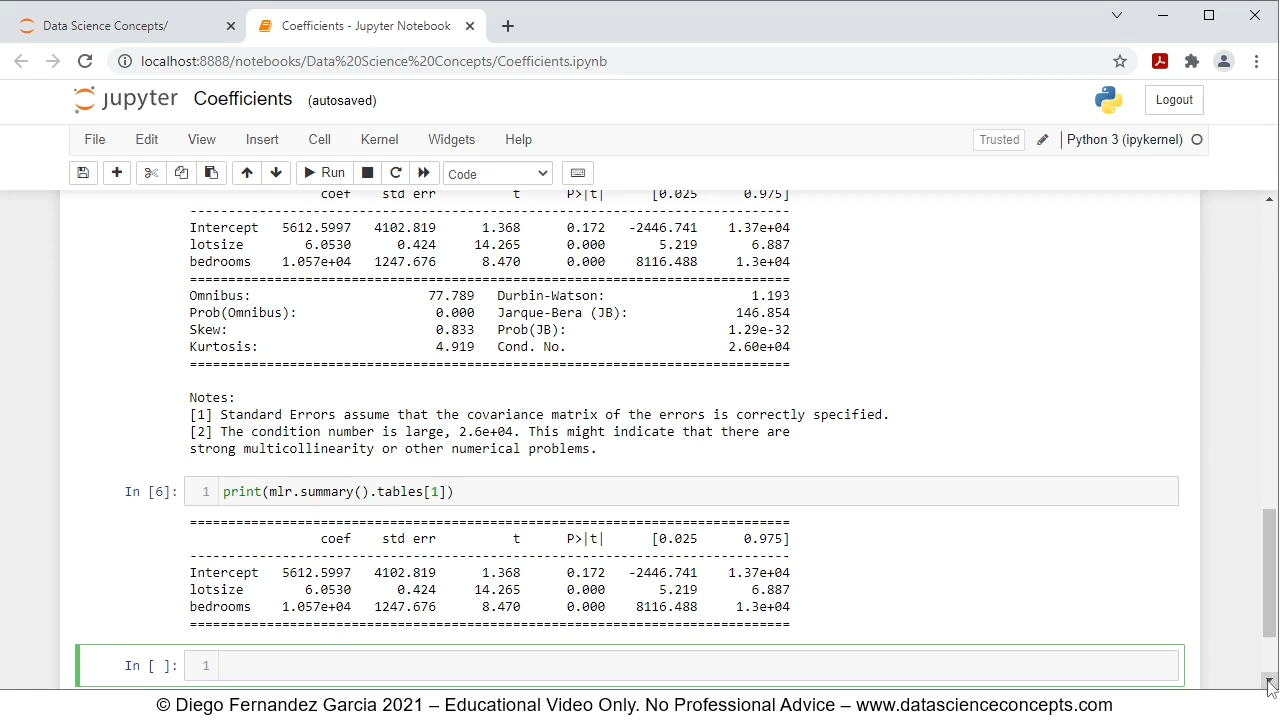 Data Science Concepts/
Coefficients - Jupyter Notebook
localhost:8888/notebooks/Data%20Science%20Concepts/Coefficients.ipynb
jupyter Coefficients (autosaved)
Logout
File Edit View Insert Cell Kernel Widgets Help
Trusted Python 3 (ipykernel)
Run Code
coef std err t P>|t| [0.025 0.975]
---------------------------------------------------------------------------------
Intercept 5612.5997 4102.819 1.368 0.172 -2446.741 1.37e+04
lotsize 6.0530 0.424 14.265 0.000 5.219 6.887
bedrooms 1.057e+04 1247.676 8.470 0.000 8116.488 1.3e+04
==============================================================================
Omnibus: 77.789 Durbin-Watson: 1.193
Prob(Omnibus): 0.000 Jarque-Bera (JB): 146.854
Skew: 0.833 Prob(JB): 1.29e-32
Kurtosis: 4.919 Cond. No. 2.60e+04
==============================================================================
Notes:
[1] Standard Errors assume that the covariance matrix of the errors is correctly specified.
[2] The condition number is large, 2.6e+04. This might indicate that there are
strong multicollinearity or other numerical problems.
In [6]: 1 print(mlr.summary().tables[1])
==============================================================================
coef std err t P>|t| [0.025 0.975]
------------------------------------------------------------------------------
Intercept 5612.5997 4102.819 1.368 0.172 -2446.741 1.37e+04
lotsize 6.0530 0.424 14.265 0.000 5.219 6.887
bedrooms 1.057e+04 1247.676 8.470 0.000 8116.488 1.3e+04
==============================================================================
In [ ]: 1
© Diego Fernandez Garcia 2021 – Educational Video Only. No Professional Advice – www.datascienceconcepts.com